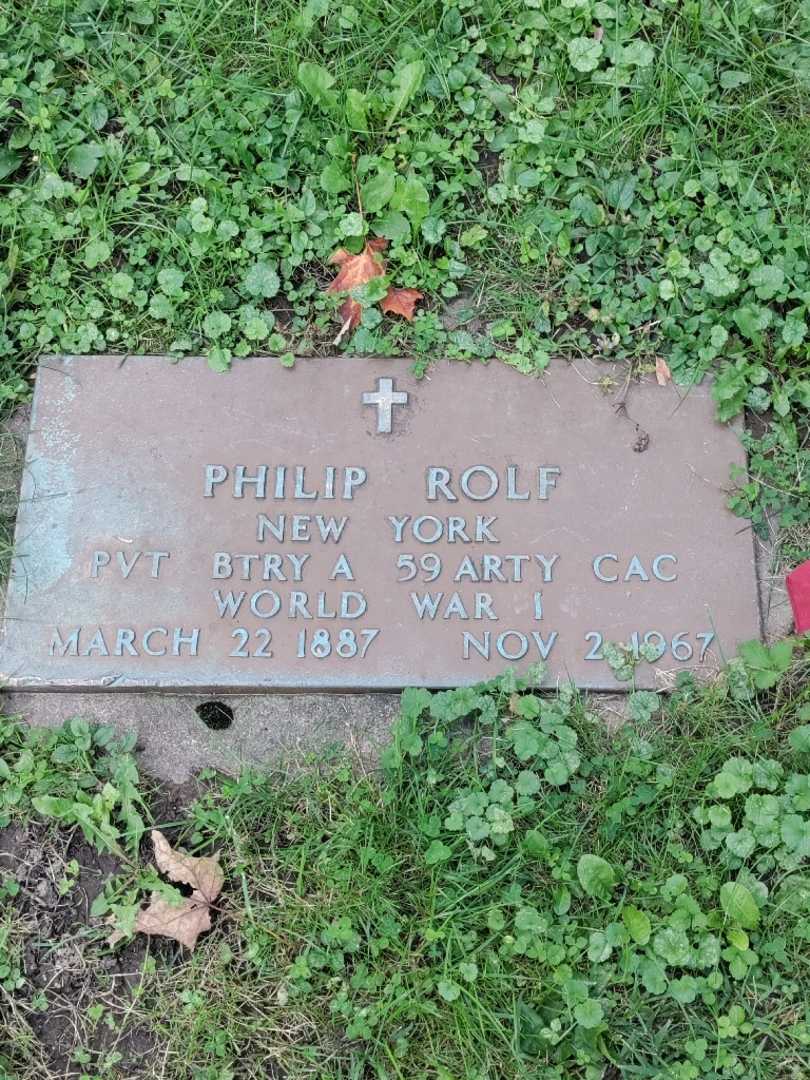 PHILIP ROLF
NEW YORK
PVT BTRY A 59 ARTY CAC
WORLD WAR I
MARCH 22 1887 NOV 2 1967